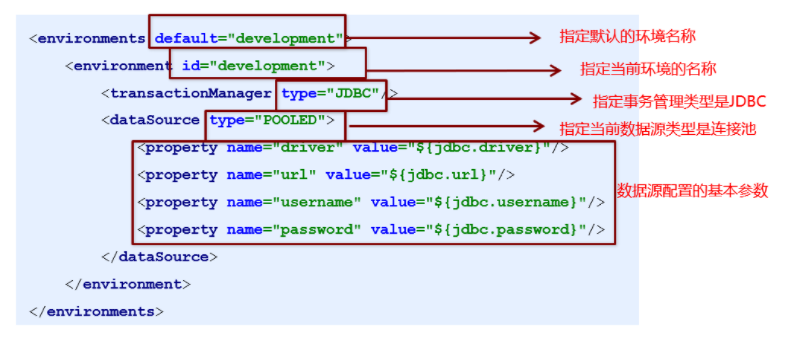 <environments default="development"> 指定默认的环境名称
<environment id="development"> 指定当前环境的名称
<transactionManager type="JDBC"/> 指定事务管理类型是JDBC
<dataSource type="POOLED"> 指定当前数据源类型是连接池
<property name="driver" value="${jdbc.driver}"/>
<property name="url" value="${jdbc.url}"/>
<property name="username" value="${jdbc.username}"/> 数据源配置的基本参数
<property name="password" value="${jdbc.password}"/>
</dataSource>
</environment>
</environments>